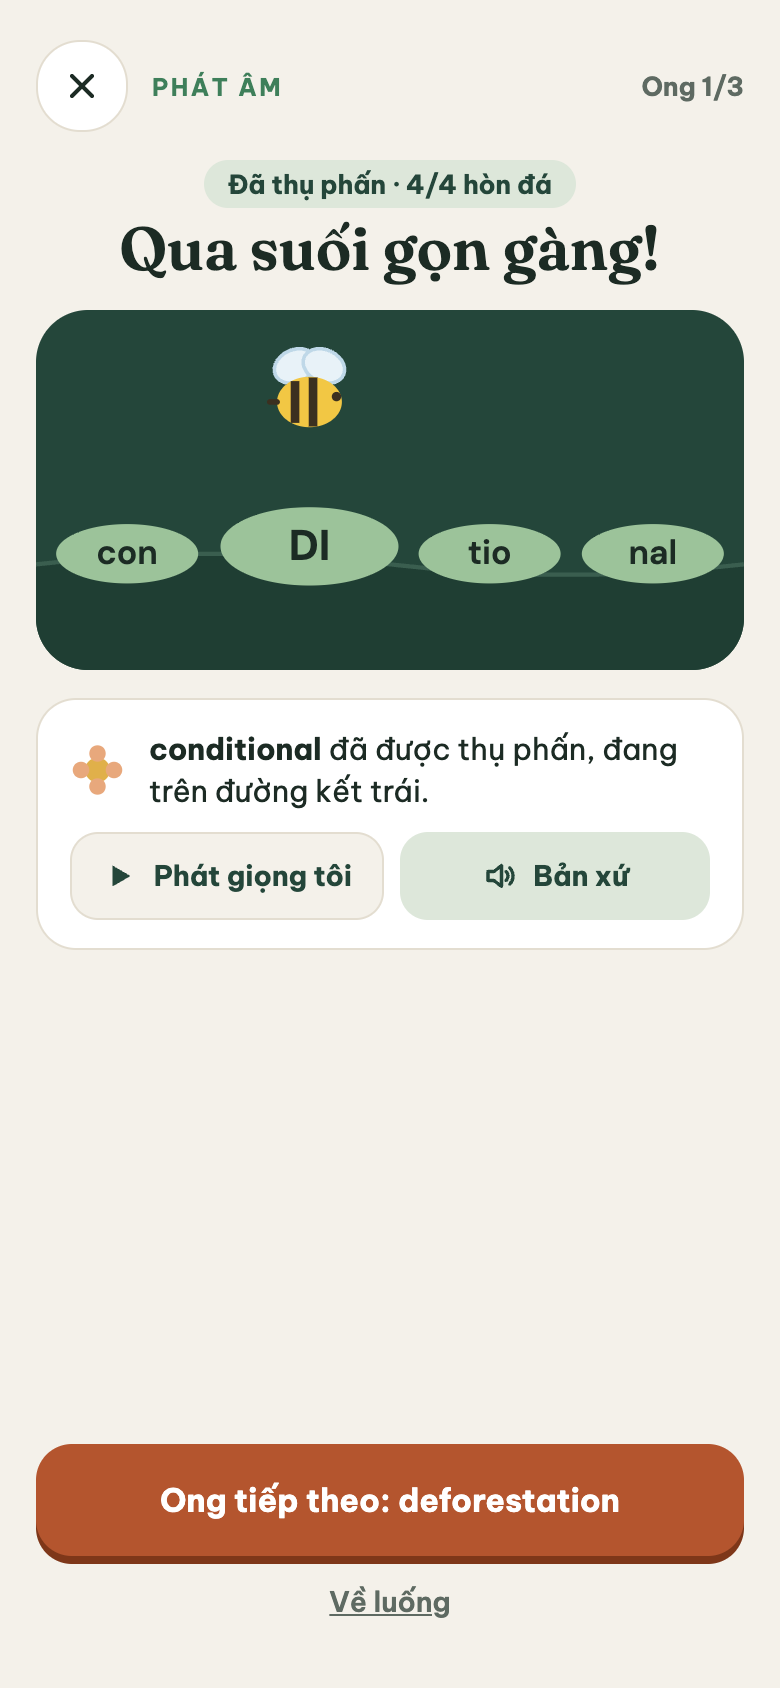 PHÁT ÂM
Ong 1/3
Đã thụ phấn · 4/4 hòn đá
Qua suối gọn gàng!
con
DI
tio
nal
conditional đã được thụ phấn, đang
trên đường kết trái.
Phát giọng tôi
Bản xứ
Ong tiếp theo: deforestation
Về luống